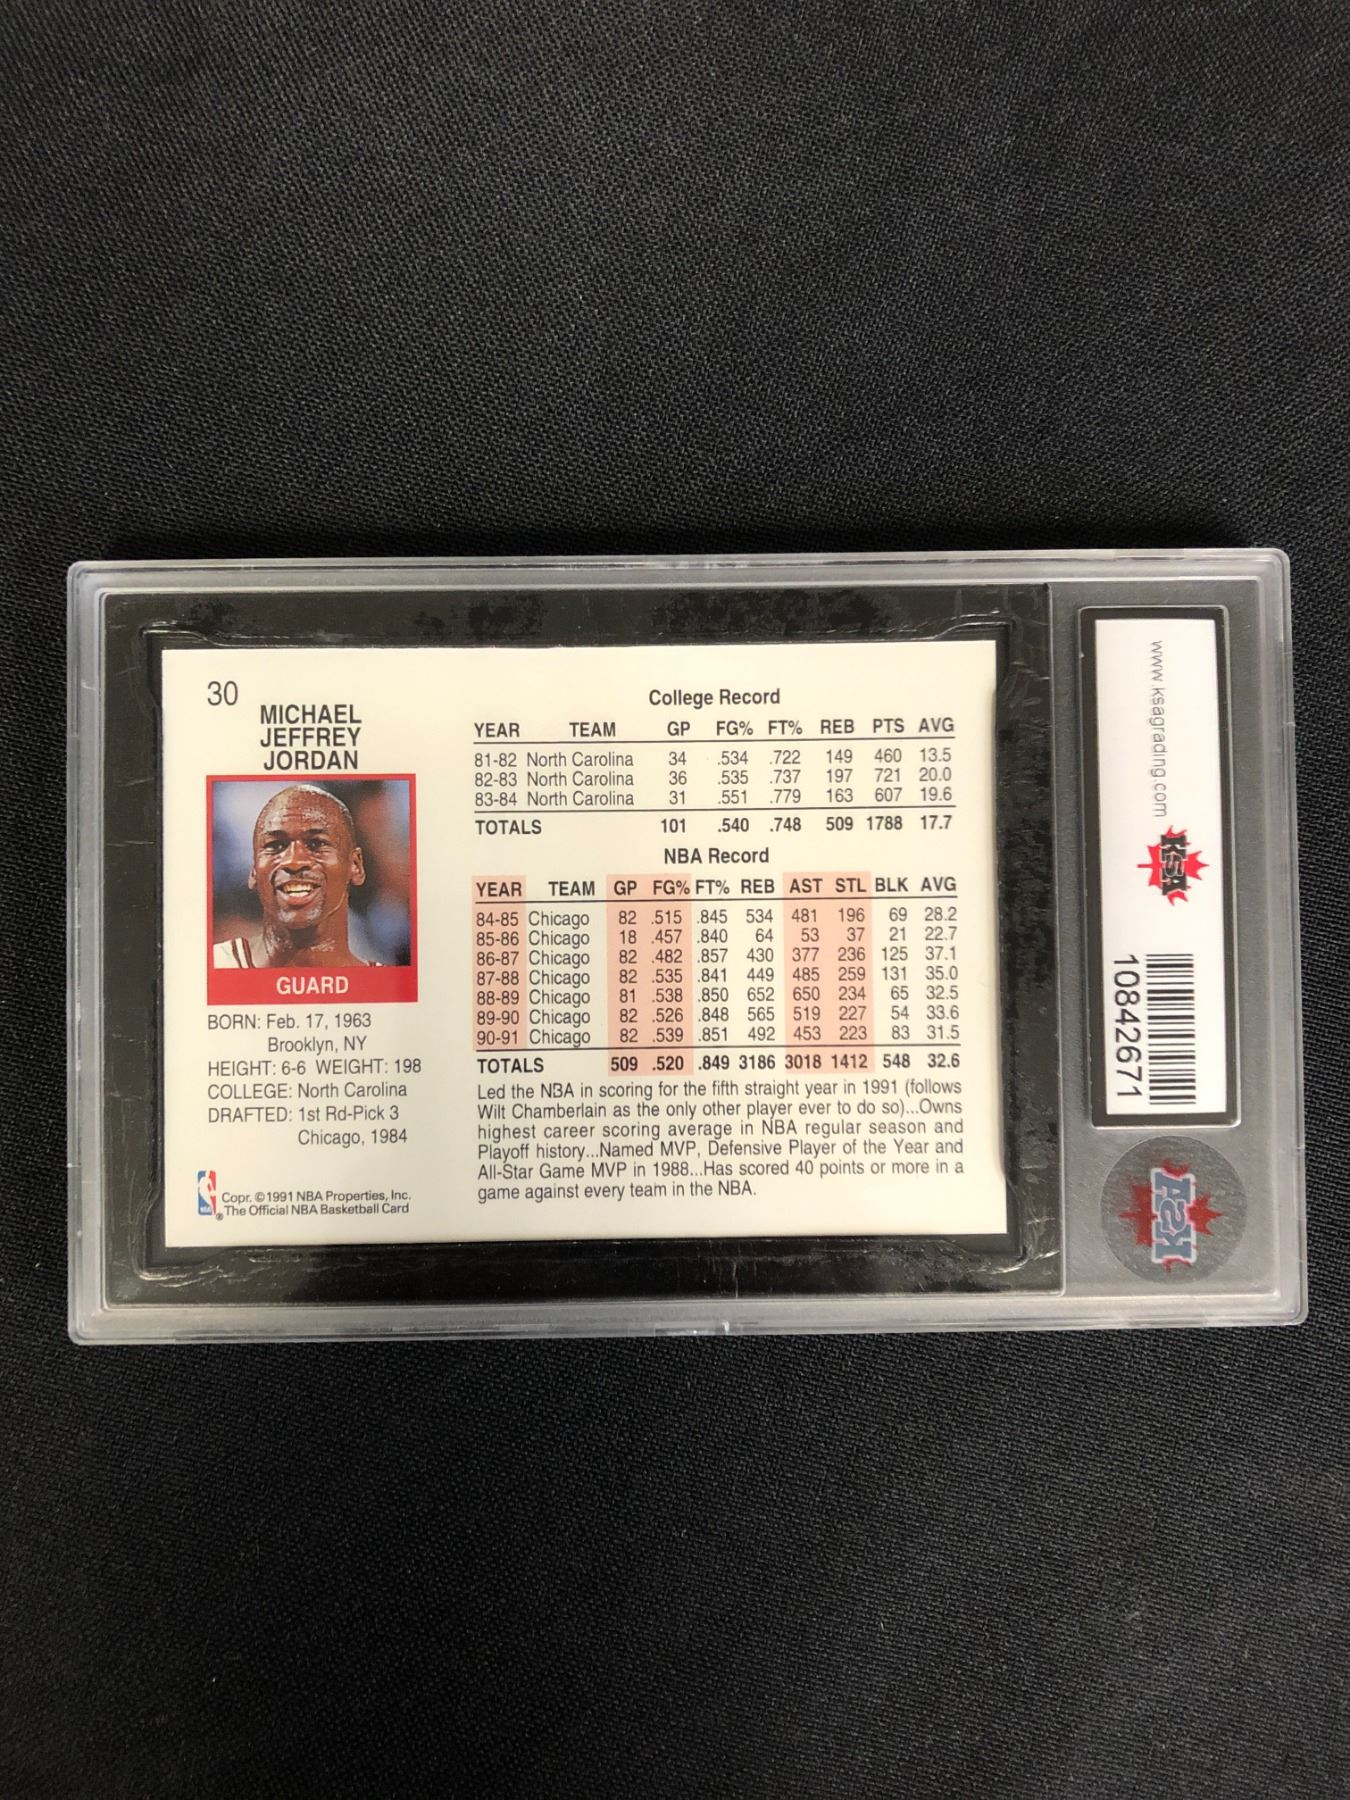 30
MICHAEL
JEFFREY
JORDAN
GUARD
BORN: Feb. 17, 1963
Brooklyn, NY
HEIGHT: 6-6 WEIGHT: 198
COLLEGE: North Carolina
DRAFTED: 1st Rd-Pick 3
Chicago, 1984
NBA
Copr. ©1991 NBA Properties, Inc.
® The Official NBA Basketball Card
College Record
YEAR TEAM GP FG% FT% REB PTS AVG
81-82 North Carolina 34 .534 .722 149 460 13.5
82-83 North Carolina 36 .535 .737 197 721 20.0
83-84 North Carolina 31 .551 .779 163 607 19.6
TOTALS 101 .540 .748 509 1788 17.7
NBA Record
YEAR TEAM GP FG% FT% REB AST STL BLK AVG
84-85 Chicago 82 .515 .845 534 481 196 69 28.2
85-86 Chicago 18 .457 .840 64 53 37 21 22.7
86-87 Chicago 82 .482 .857 430 377 236 125 37.1
87-88 Chicago 82 .535 .841 449 485 259 131 35.0
88-89 Chicago 81 .538 .850 652 650 234 65 32.5
89-90 Chicago 82 .526 .848 565 519 227 54 33.6
90-91 Chicago 82 .539 .851 492 453 223 83 31.5
TOTALS 509 .520 .849 3186 3018 1412 548 32.6
Led the NBA in scoring for the fifth straight year in 1991 (follows
Wilt Chamberlain as the only other player ever to do so)...Owns
highest career scoring average in NBA regular season and
Playoff history...Named MVP, Defensive Player of the Year and
All-Star Game MVP in 1988...Has scored 40 points or more in a
game against every team in the NBA.
www.ksagrading.com
KSA
10842671
KSA